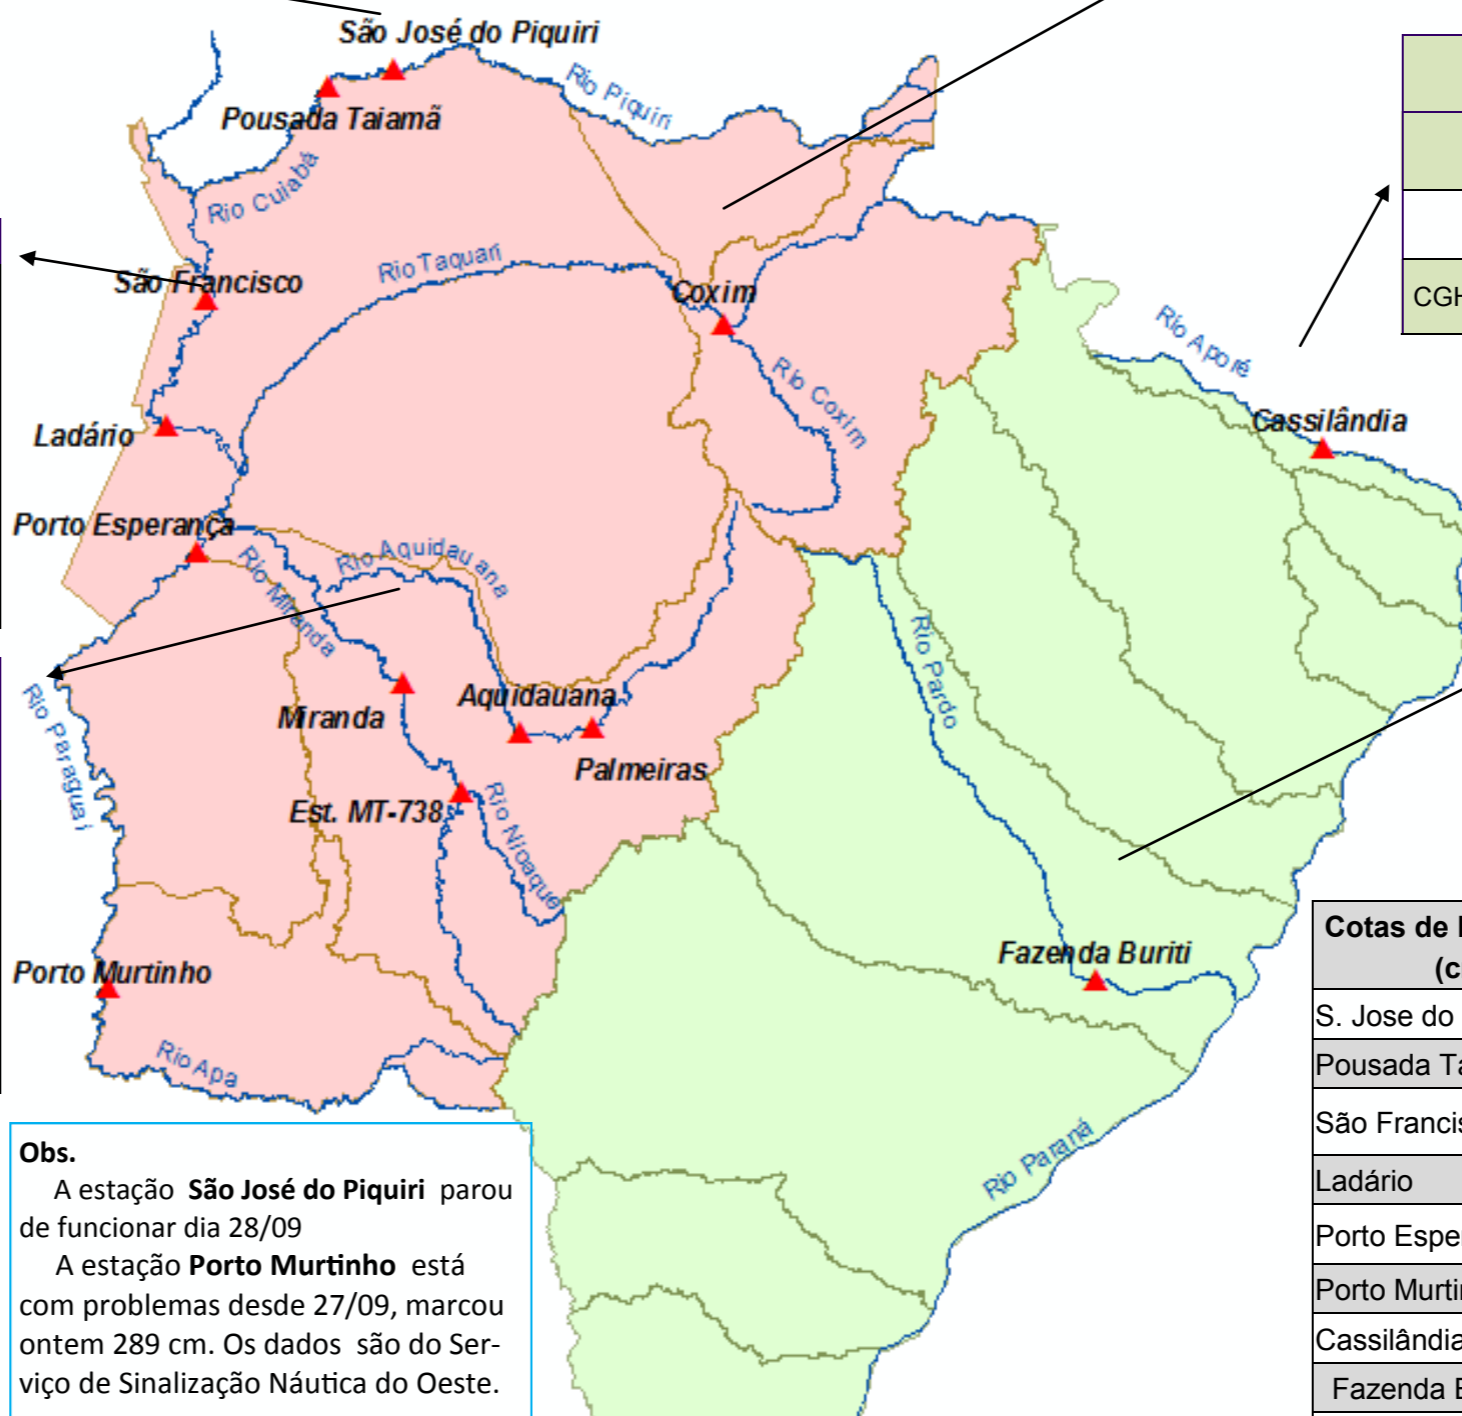 São José do Piquiri
Rio Piquiri
Pousada Taiamã
Rio Cuiabá
Rio Taquari
São Francisco
Coxim
CGH
Rio Aporé
Rio Coxim
Cassilândia
Ladário
Porto Esperança
Rio Aquidauana
Rio Miranda
Rio Pardo
Rio Paraguai
Miranda
Aquidauana
Palmeiras
Est. MT-738
Rio Nioaque
Fazenda Buriti
Porto Murtinho
Rio Apa
Rio Paraná
Obs.
A estação São José do Piquiri parou
de funcionar dia 28/09
A estação Porto Murtinho está
com problemas desde 27/09, marcou
ontem 289 cm. Os dados são do Ser-
viço de Sinalização Náutica do Oeste.
Cotas de
(c
S. Jose do
Pousada Ta
São Francis
Ladário
Porto Esper
Porto Murtin
Cassilândia
Fazenda